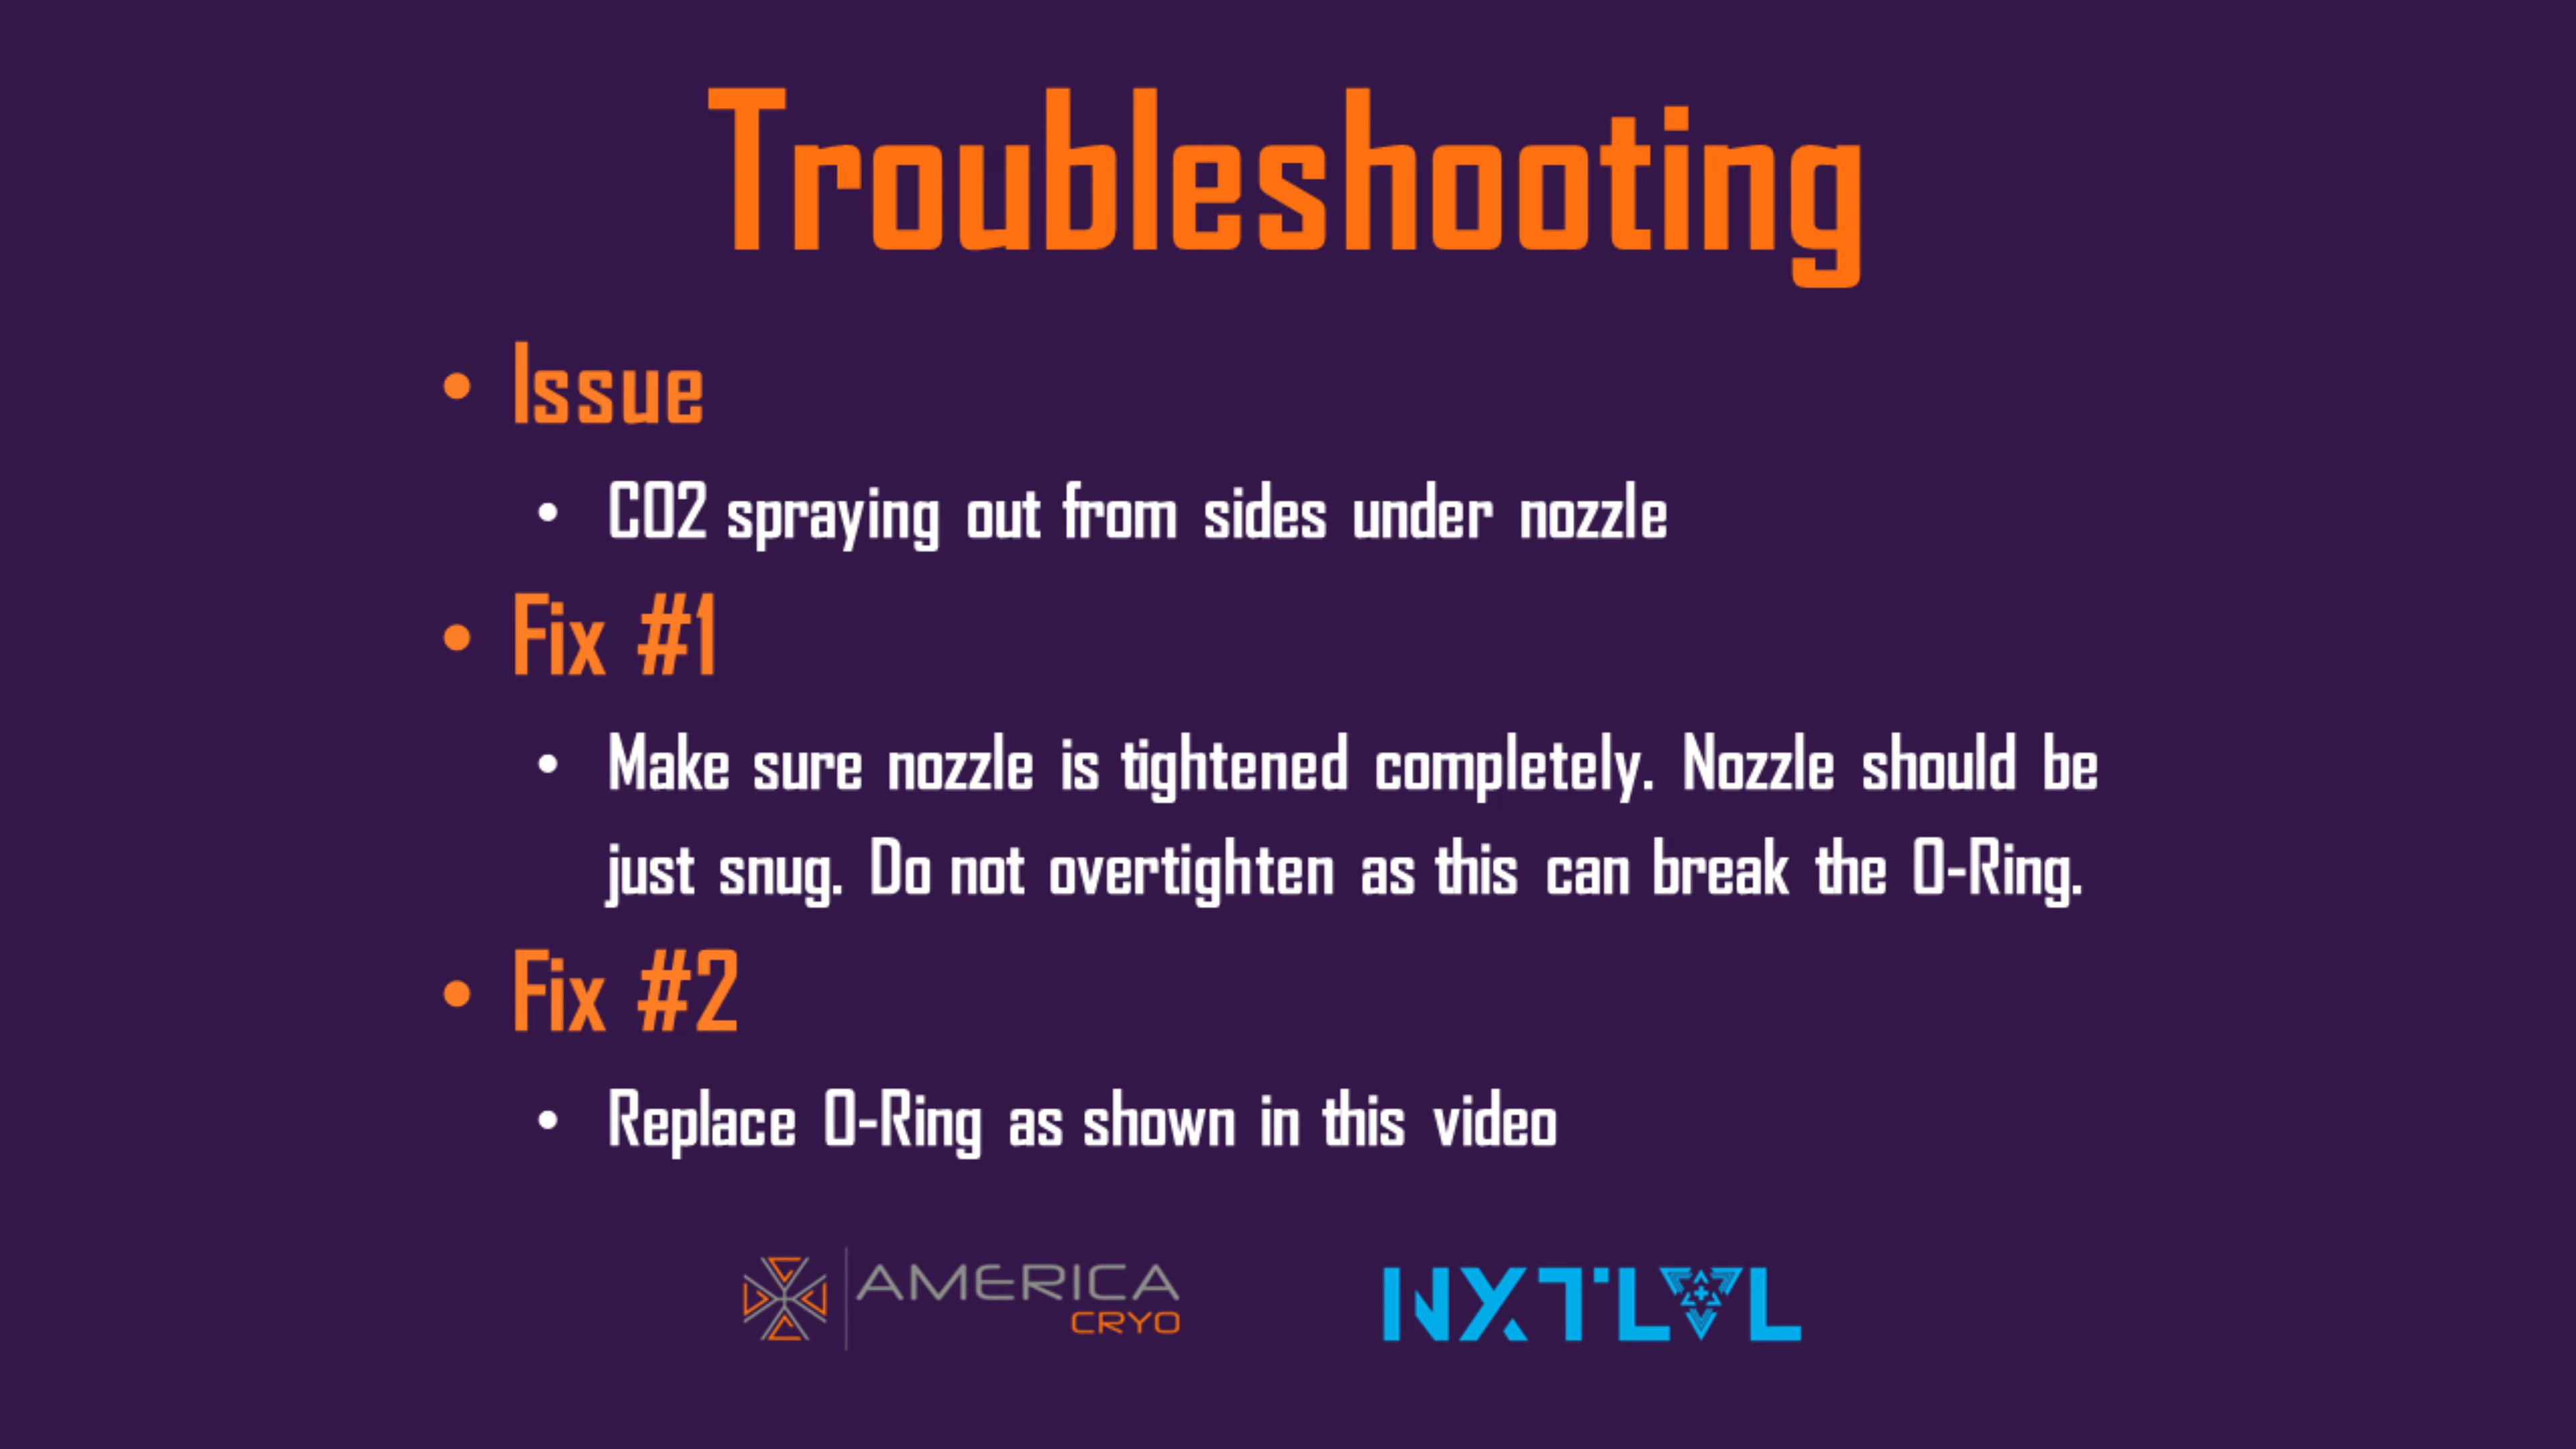 Troubleshooting
• Issue
• CO2 spraying out from sides under nozzle
• Fix #1
• Make sure nozzle is tightened completely. Nozzle should be
just snug. Do not overtighten as this can break the O-Ring.
• Fix #2
• Replace O-Ring as shown in this video
AMERICA
CRYO
NXTLVL